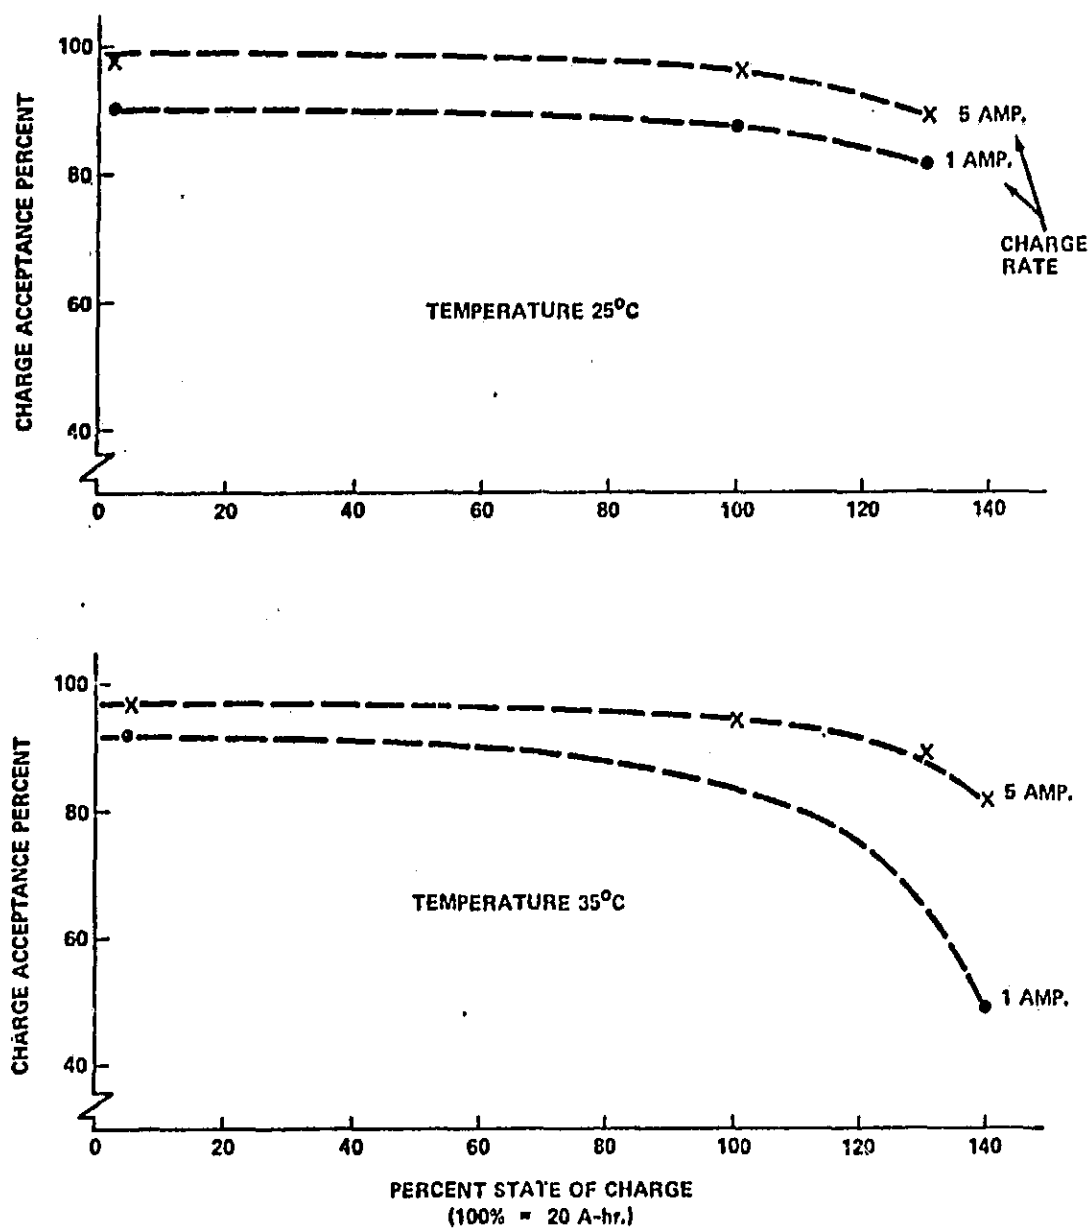 100
80
60
40
CHARGE ACCEPTANCE PERCENT
5 AMP.
1 AMP.
CHARGE
RATE
TEMPERATURE 25°C
0 20 40 60 80 100 120 140
100
80
60
40
CHARGE ACCEPTANCE PERCENT
5 AMP.
TEMPERATURE 35°C
1 AMP.
0 20 40 60 80 100 120 140
PERCENT STATE OF CHARGE
(100% = 20 A-hr.)